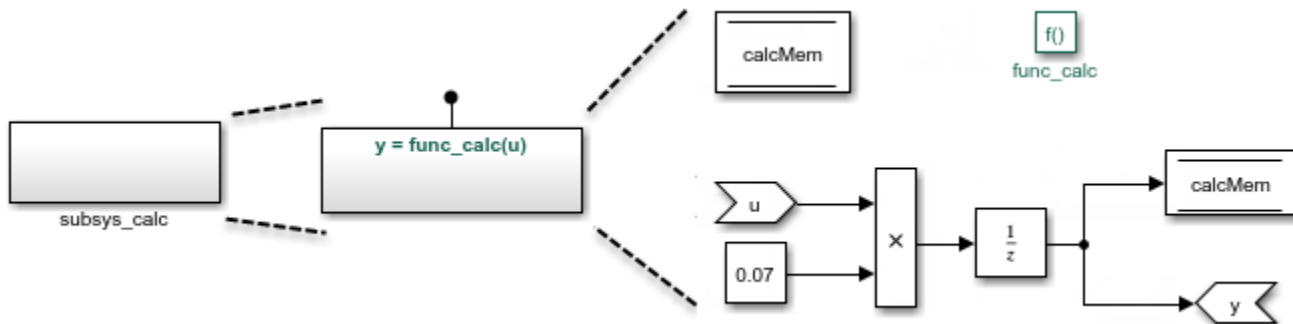 subsys_calc
y = func_calc(u)
calcMem
f()
func_calc
u
0.07
×
1
z
calcMem
y